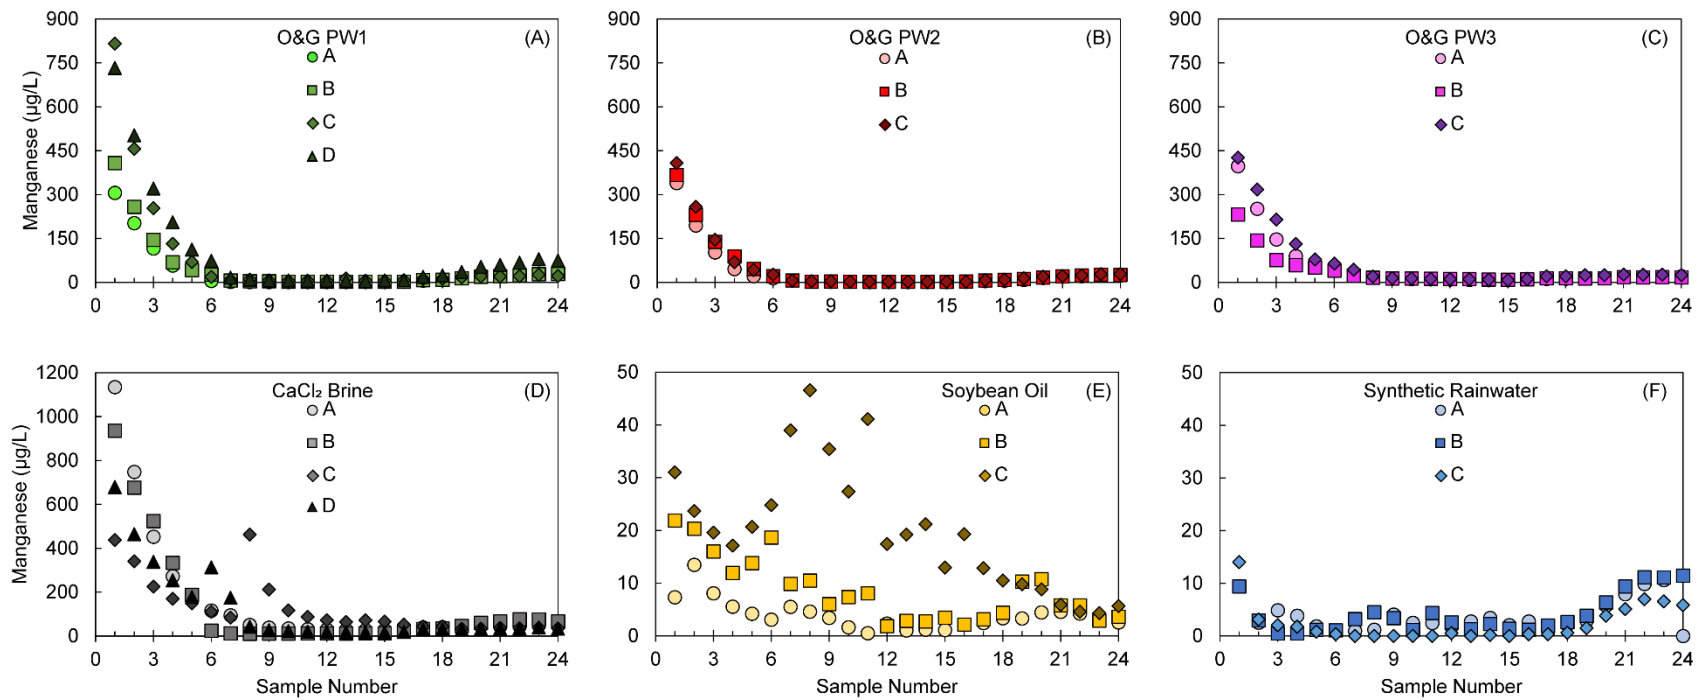 O&G PW1
(A)
A
B
C
D
Manganese (µg/L)
900
750
600
450
300
150
0
0 3 6 9 12 15 18 21 24
O&G PW2
(B)
A
B
C
900
750
600
450
300
150
0
0 3 6 9 12 15 18 21 24
O&G PW3
(C)
A
B
C
900
750
600
450
300
150
0
0 3 6 9 12 15 18 21 24
CaCl₂ Brine
(D)
A
B
C
D
Manganese (µg/L)
1200
1000
800
600
400
200
0
0 3 6 9 12 15 18 21 24
Sample Number
Soybean Oil
(E)
A
B
C
50
40
30
20
10
0
0 3 6 9 12 15 18 21 24
Sample Number
Synthetic Rainwater
(F)
A
B
C
50
40
30
20
10
0
0 3 6 9 12 15 18 21 24
Sample Number